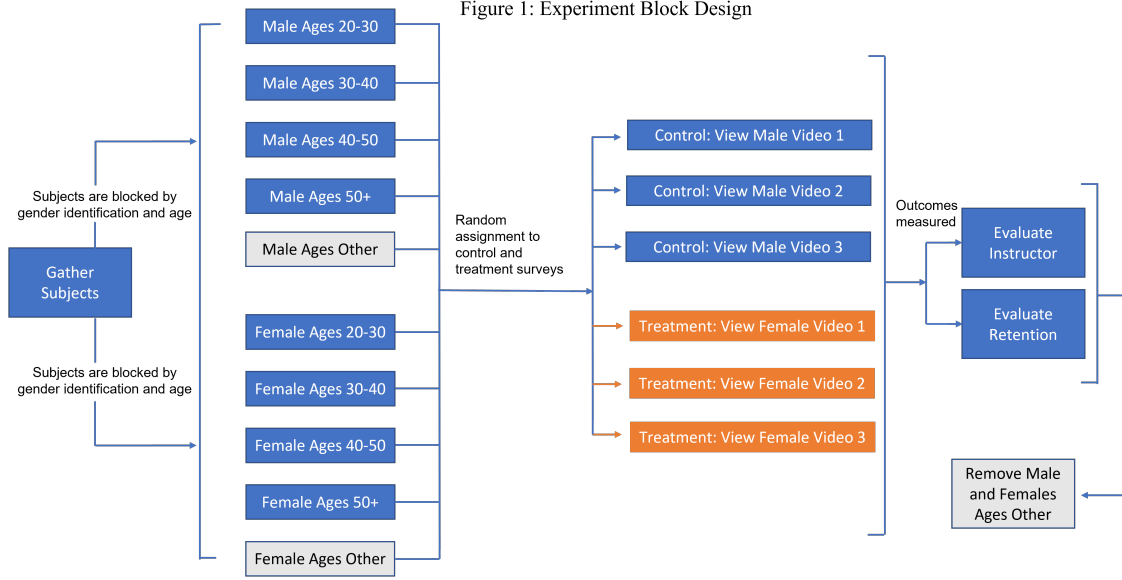 Figure 1: Experiment Block Design
Subjects are blocked by
gender identification and age
Gather
Subjects
Subjects are blocked by
gender identification and age
Male Ages 20-30
Male Ages 30-40
Male Ages 40-50
Male Ages 50+
Male Ages Other
Female Ages 20-30
Female Ages 30-40
Female Ages 40-50
Female Ages 50+
Female Ages Other
Random
assignment to
control and
treatment surveys
Control: View Male Video 1
Control: View Male Video 2
Control: View Male Video 3
Treatment: View Female Video 1
Treatment: View Female Video 2
Treatment: View Female Video 3
Outcomes
measured
Evaluate
Instructor
Evaluate
Retention
Remove Male
and Females
Ages Other